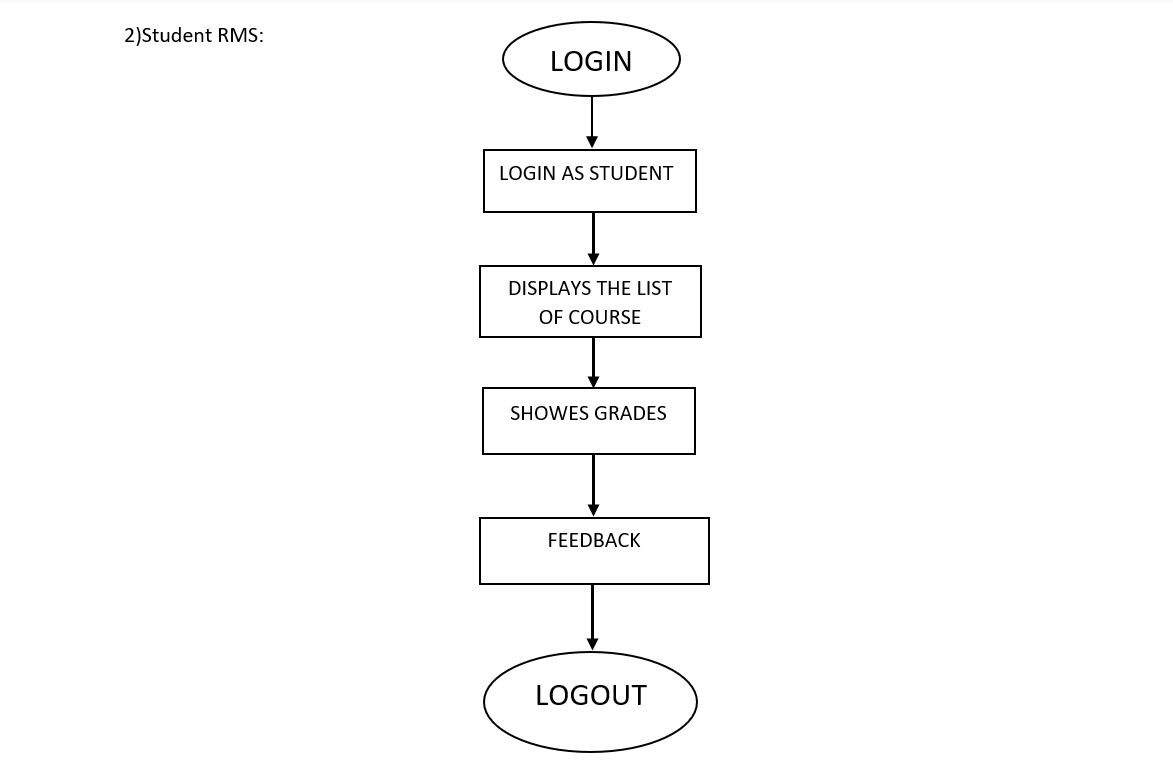 2)Student RMS:
LOGIN
LOGIN AS STUDENT
DISPLAYS THE LIST
OF COURSE
SHOWES GRADES
FEEDBACK
LOGOUT